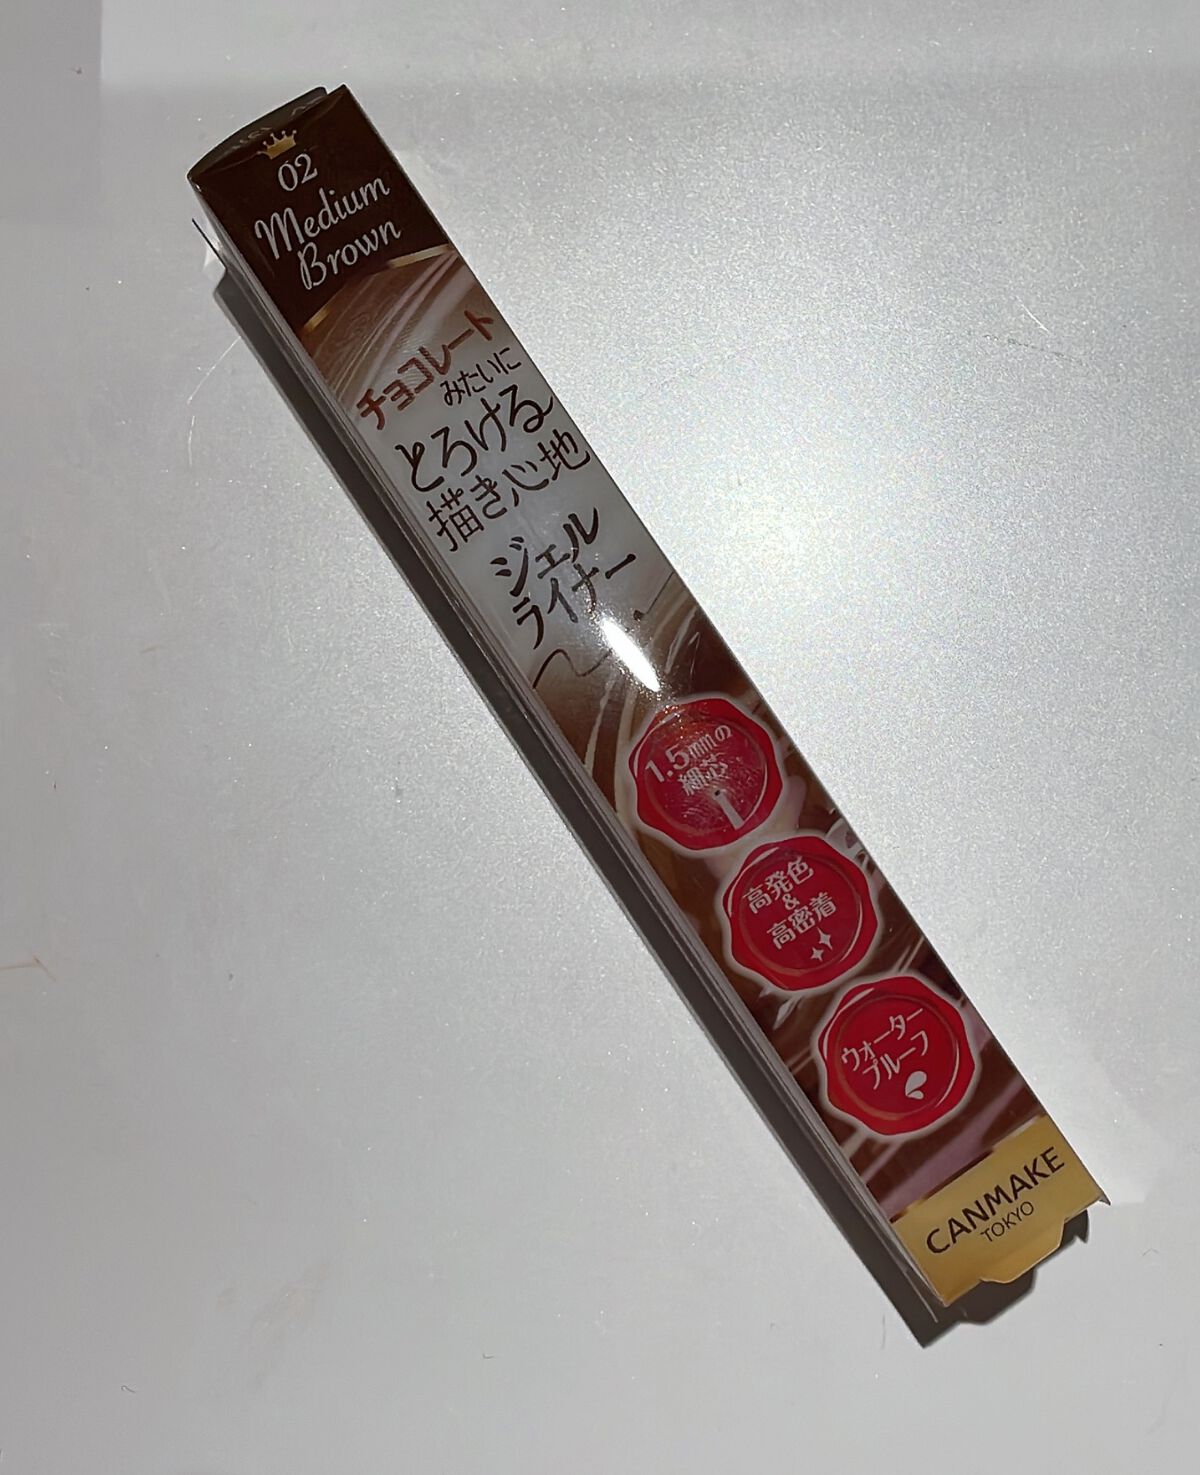 02
Medium
Brown
チョコレート
みたいに
とろける
描き心地
ジェル
ライナー
1.5mmの
細芯
高発色
&
高密着
ウォーター
プルーフ
CANMAKE
TOKYO